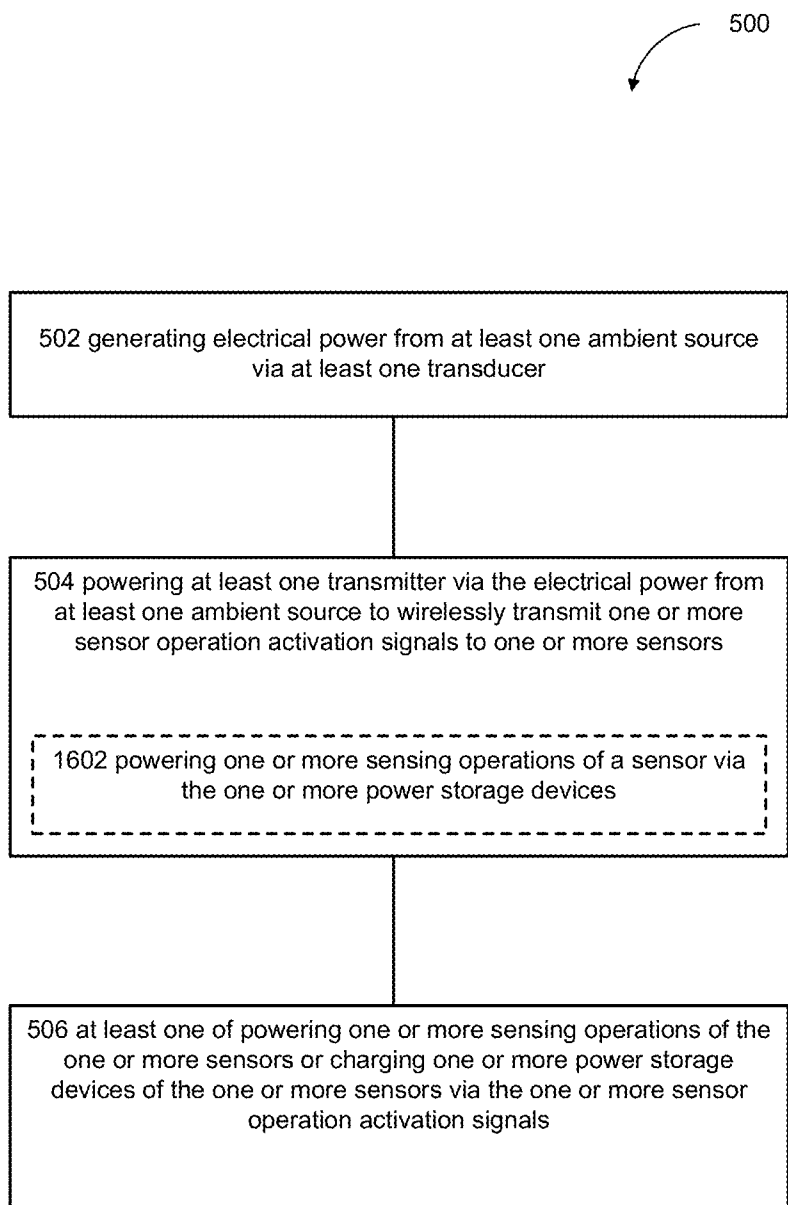 500
502 generating electrical power from at least one ambient source
via at least one transducer
504 powering at least one transmitter via the electrical power from
at least one ambient source to wirelessly transmit one or more
sensor operation activation signals to one or more sensors
1602 powering one or more sensing operations of a sensor via
the one or more power storage devices
506 at least one of powering one or more sensing operations of the
one or more sensors or charging one or more power storage
devices of the one or more sensors via the one or more sensor
operation activation signals